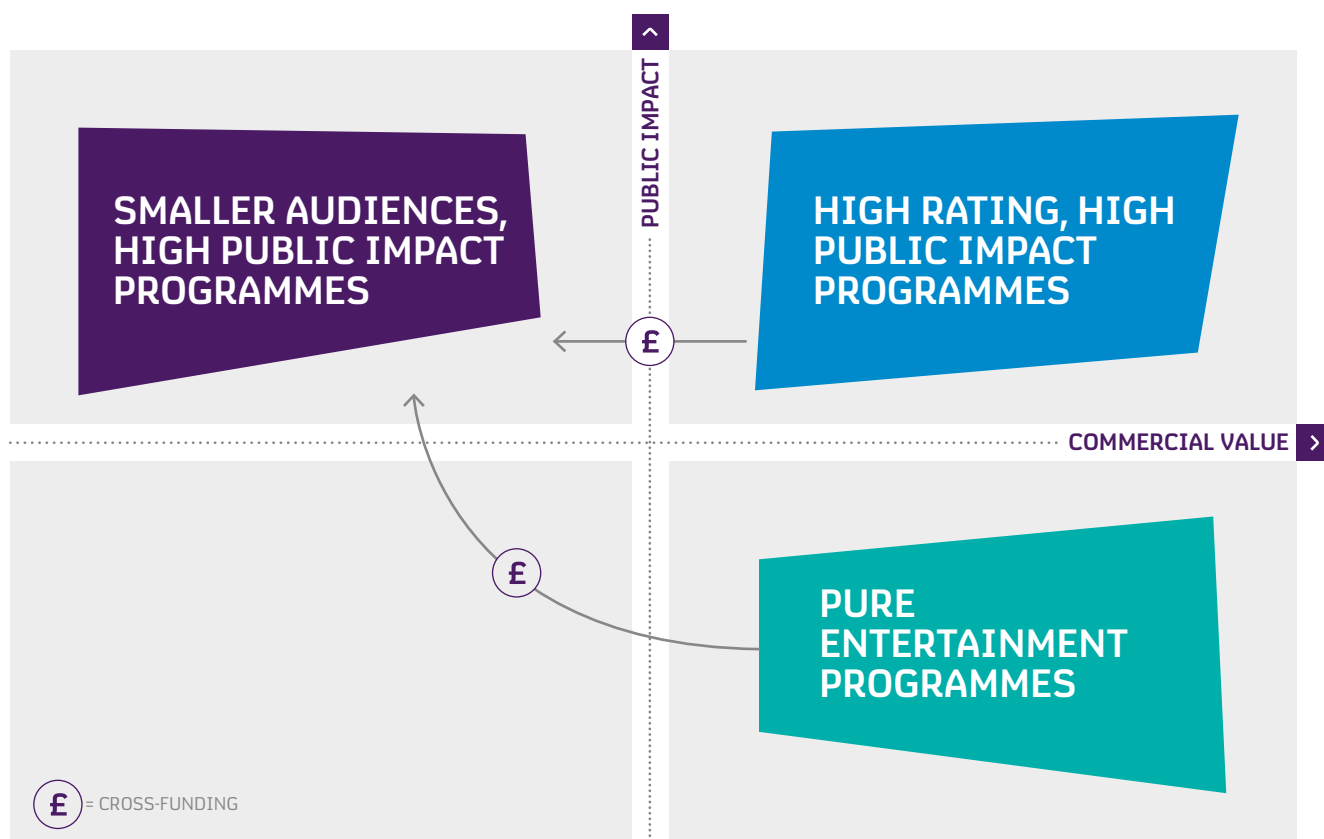 PUBLIC IMPACT
SMALLER AUDIENCES,
HIGH PUBLIC IMPACT
PROGRAMMES
HIGH RATING, HIGH
PUBLIC IMPACT
PROGRAMMES
£
COMMERCIAL VALUE
£
PURE
ENTERTAINMENT
PROGRAMMES
£ = CROSS-FUNDING